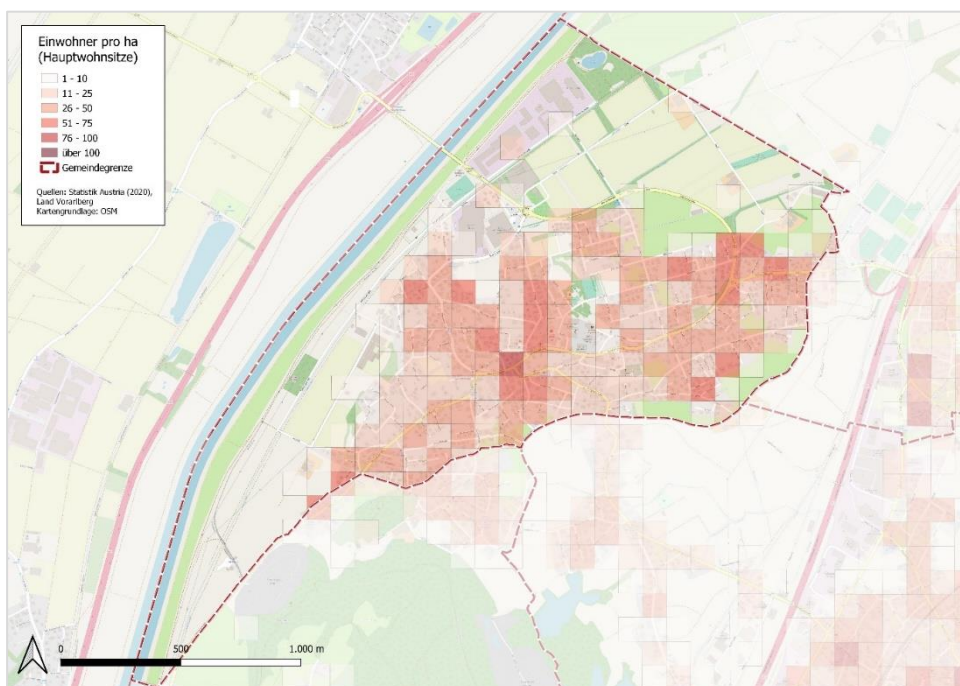 Einwohner pro ha
(Hauptwohnsitze)
1 - 10
11 - 25
26 - 50
51 - 75
76 - 100
über 100
Gemeindegrenze
Quellen: Statistik Austria (2020),
Land Vorarlberg
Kartengrundlage: OSM
0
500
1.000 m